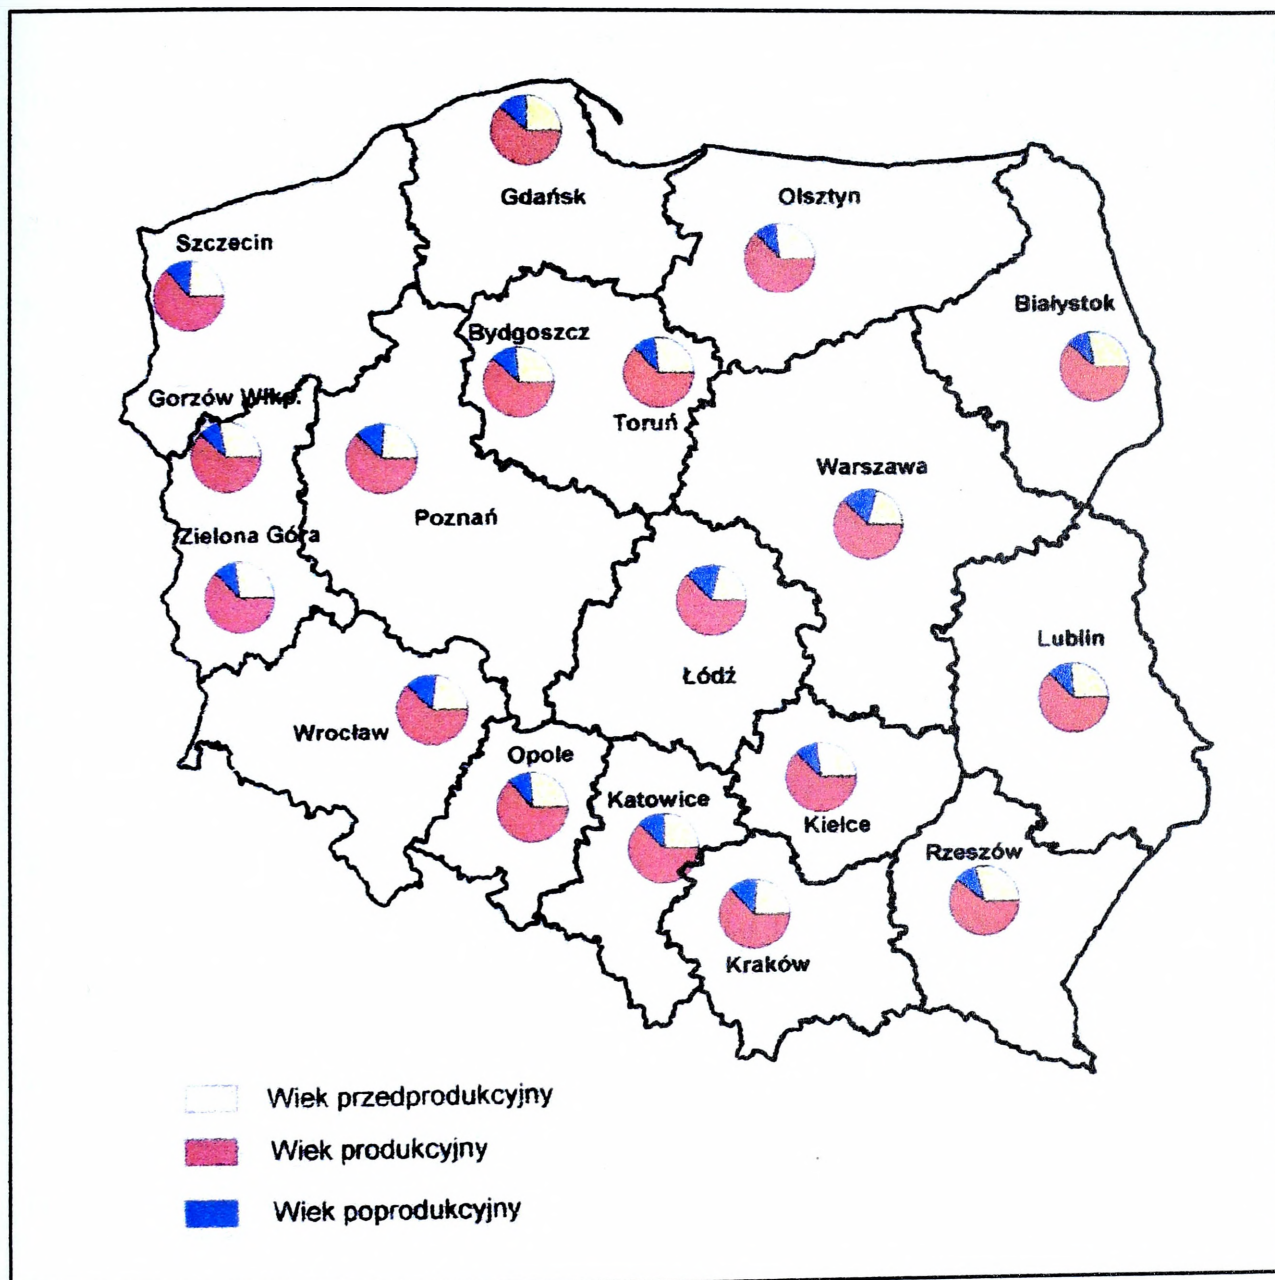 Gdańsk
Olsztyn
Szczecin
Białystok
Bydgoszcz
Gorzów Wlkp.
Toruń
Warszawa
Poznań
Zielona Góra
Lublin
Łódź
Wrocław
Opole
Katowice
Kielce
Rzeszów
Kraków
Wiek przedprodukcyjny
Wiek produkcyjny
Wiek poprodukcyjny